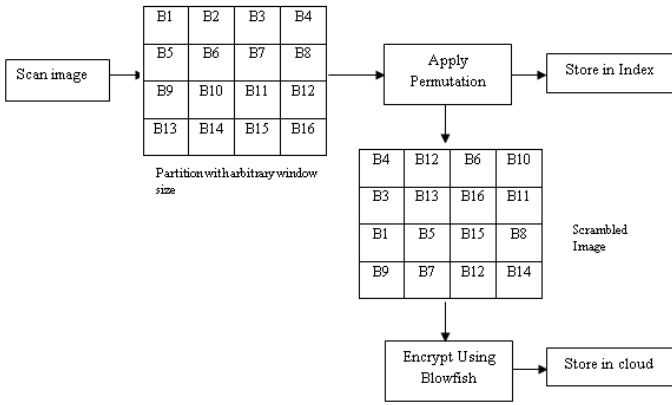 B1 B2 B3 B4
B5 B6 B7 B8
Scan image
Apply
Permutation
Store in Index
B9 B10 B11 B12
B13 B14 B15 B16
Partition with arbitrary window
size
B4 B12 B6 B10
B3 B13 B16 B11
B1 B5 B15 B8
Scrambled
Image
B9 B7 B12 B14
Encrypt Using
Blowfish
Store in cloud